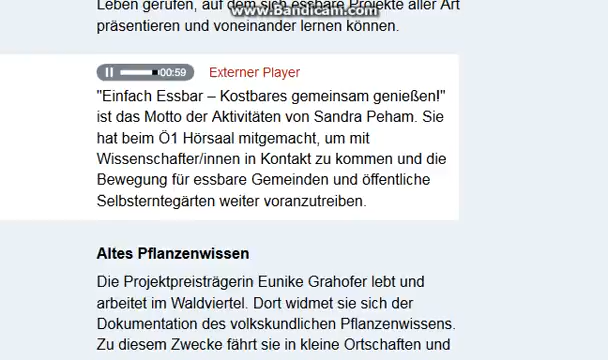 Leben gerufen, auf dem sich essbare Projekte aller Art
www.Bandicam.com
präsentieren und voneinander lernen können.
00:59 Externer Player
"Einfach Essbar – Kostbares gemeinsam genießen!"
ist das Motto der Aktivitäten von Sandra Peham. Sie
hat beim Ö1 Hörsaal mitgemacht, um mit
Wissenschafter/innen in Kontakt zu kommen und die
Bewegung für essbare Gemeinden und öffentliche
Selbsterntegärten weiter voranzutreiben.
Altes Pflanzenwissen
Die Projektpreisträgerin Eunike Grahofer lebt und
arbeitet im Waldviertel. Dort widmet sie sich der
Dokumentation des volkskundlichen Pflanzenwissens.
Zu diesem Zwecke fährt sie in kleine Ortschaften und